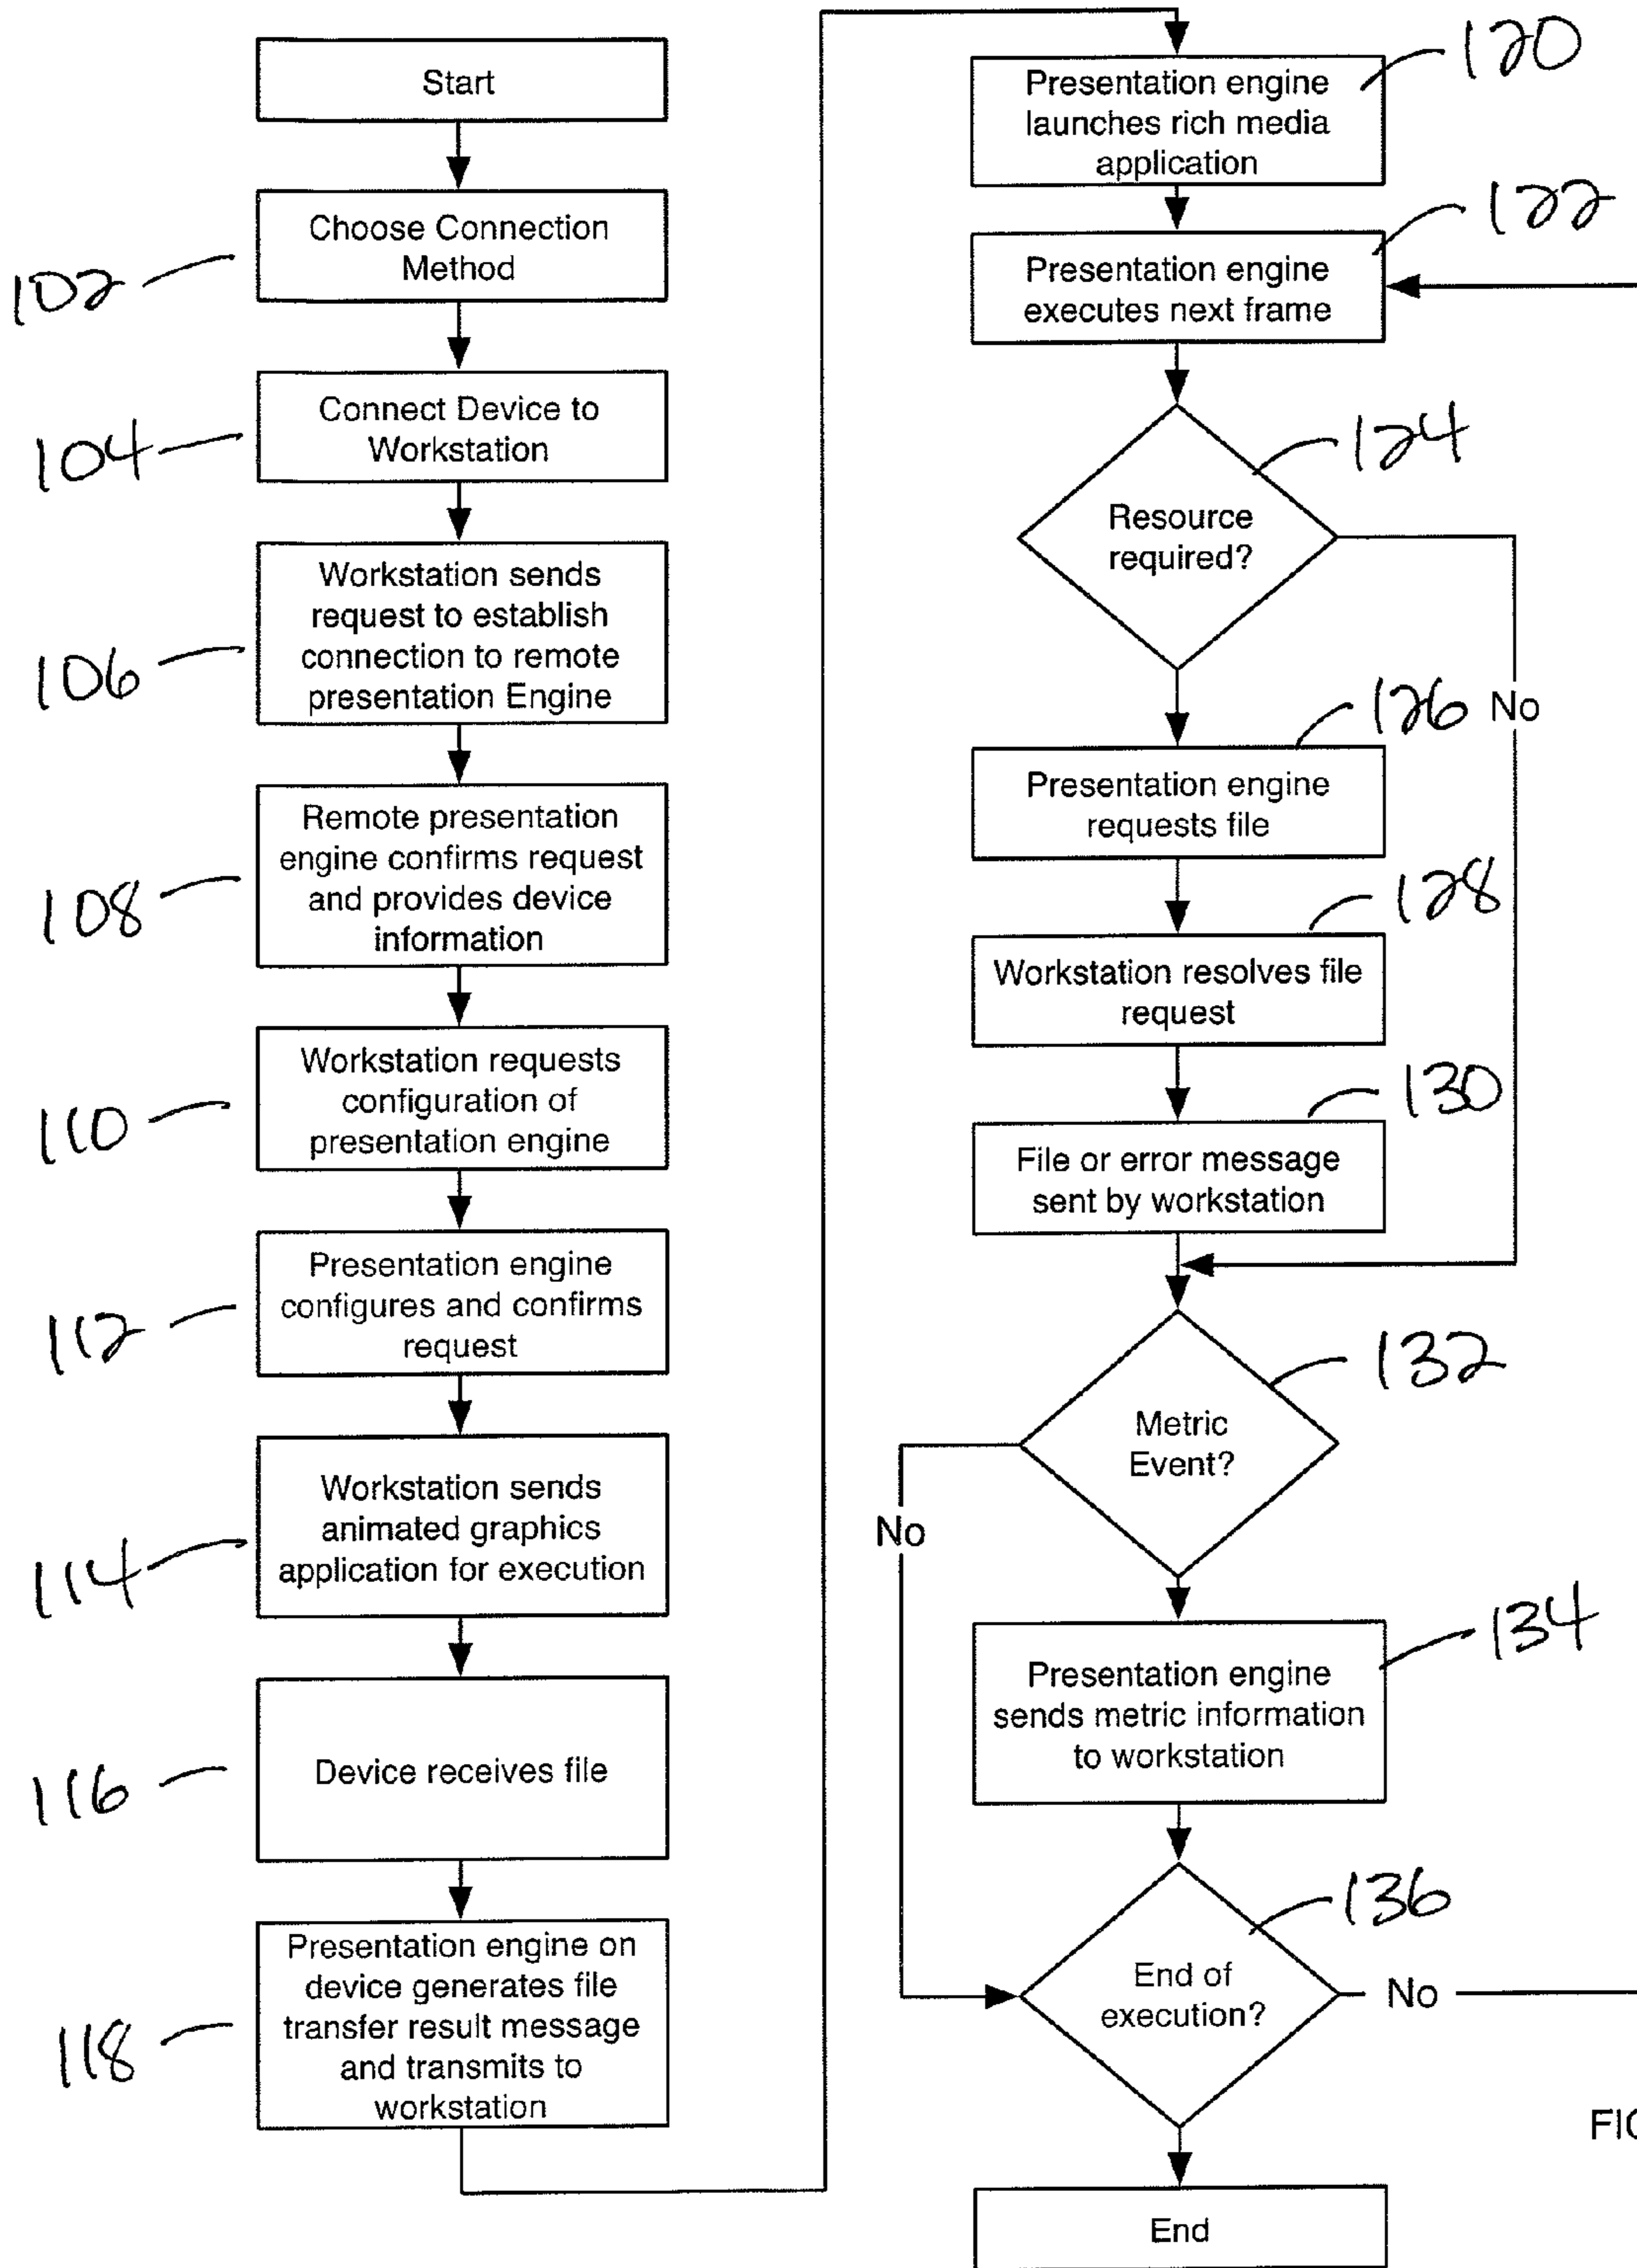 Start
Choose Connection
Method
102
Connect Device to
Workstation
104
Workstation sends
request to establish
connection to remote
presentation Engine
106
Remote presentation
engine confirms request
and provides device
information
108
Workstation requests
configuration of
presentation engine
110
Presentation engine
configures and confirms
request
112
Workstation sends
animated graphics
application for execution
114
Device receives file
116
Presentation engine on
device generates file
transfer result message
and transmits to
workstation
118
Presentation engine
launches rich media
application
120
Presentation engine
executes next frame
122
Resource
required?
124
No
Presentation engine
requests file
126
Workstation resolves file
request
128
File or error message
sent by workstation
130
Metric
Event?
132
No
Presentation engine
sends metric information
to workstation
134
End of
execution?
136
No
End